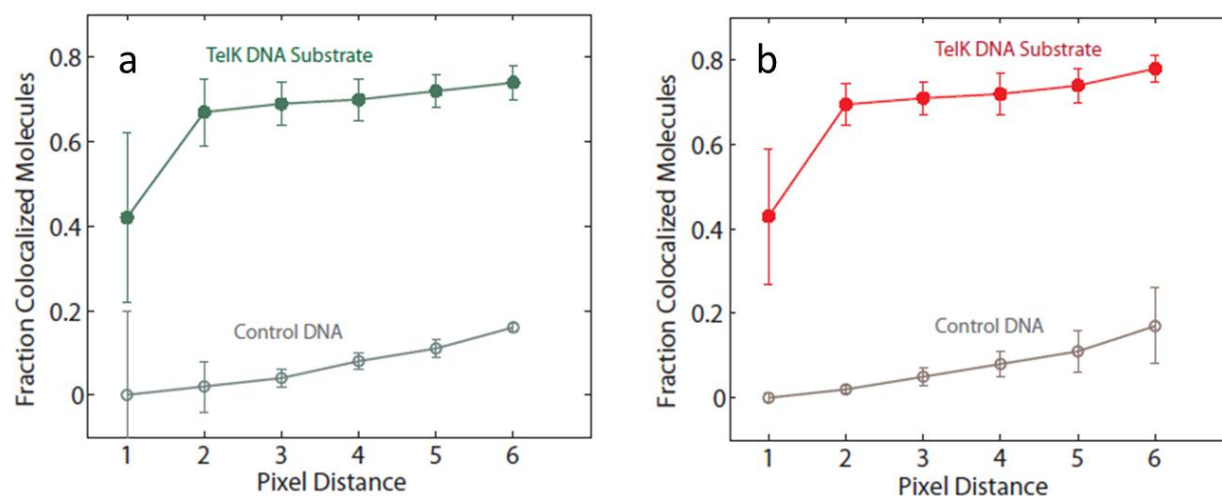 a
TelK DNA Substrate
Control DNA
Fraction Colocalized Molecules
0.8
0.6
0.4
0.2
0
1 2 3 4 5 6
Pixel Distance
b
TelK DNA Substrate
Control DNA
Fraction Colocalized Molecules
0.8
0.6
0.4
0.2
0
1 2 3 4 5 6
Pixel Distance